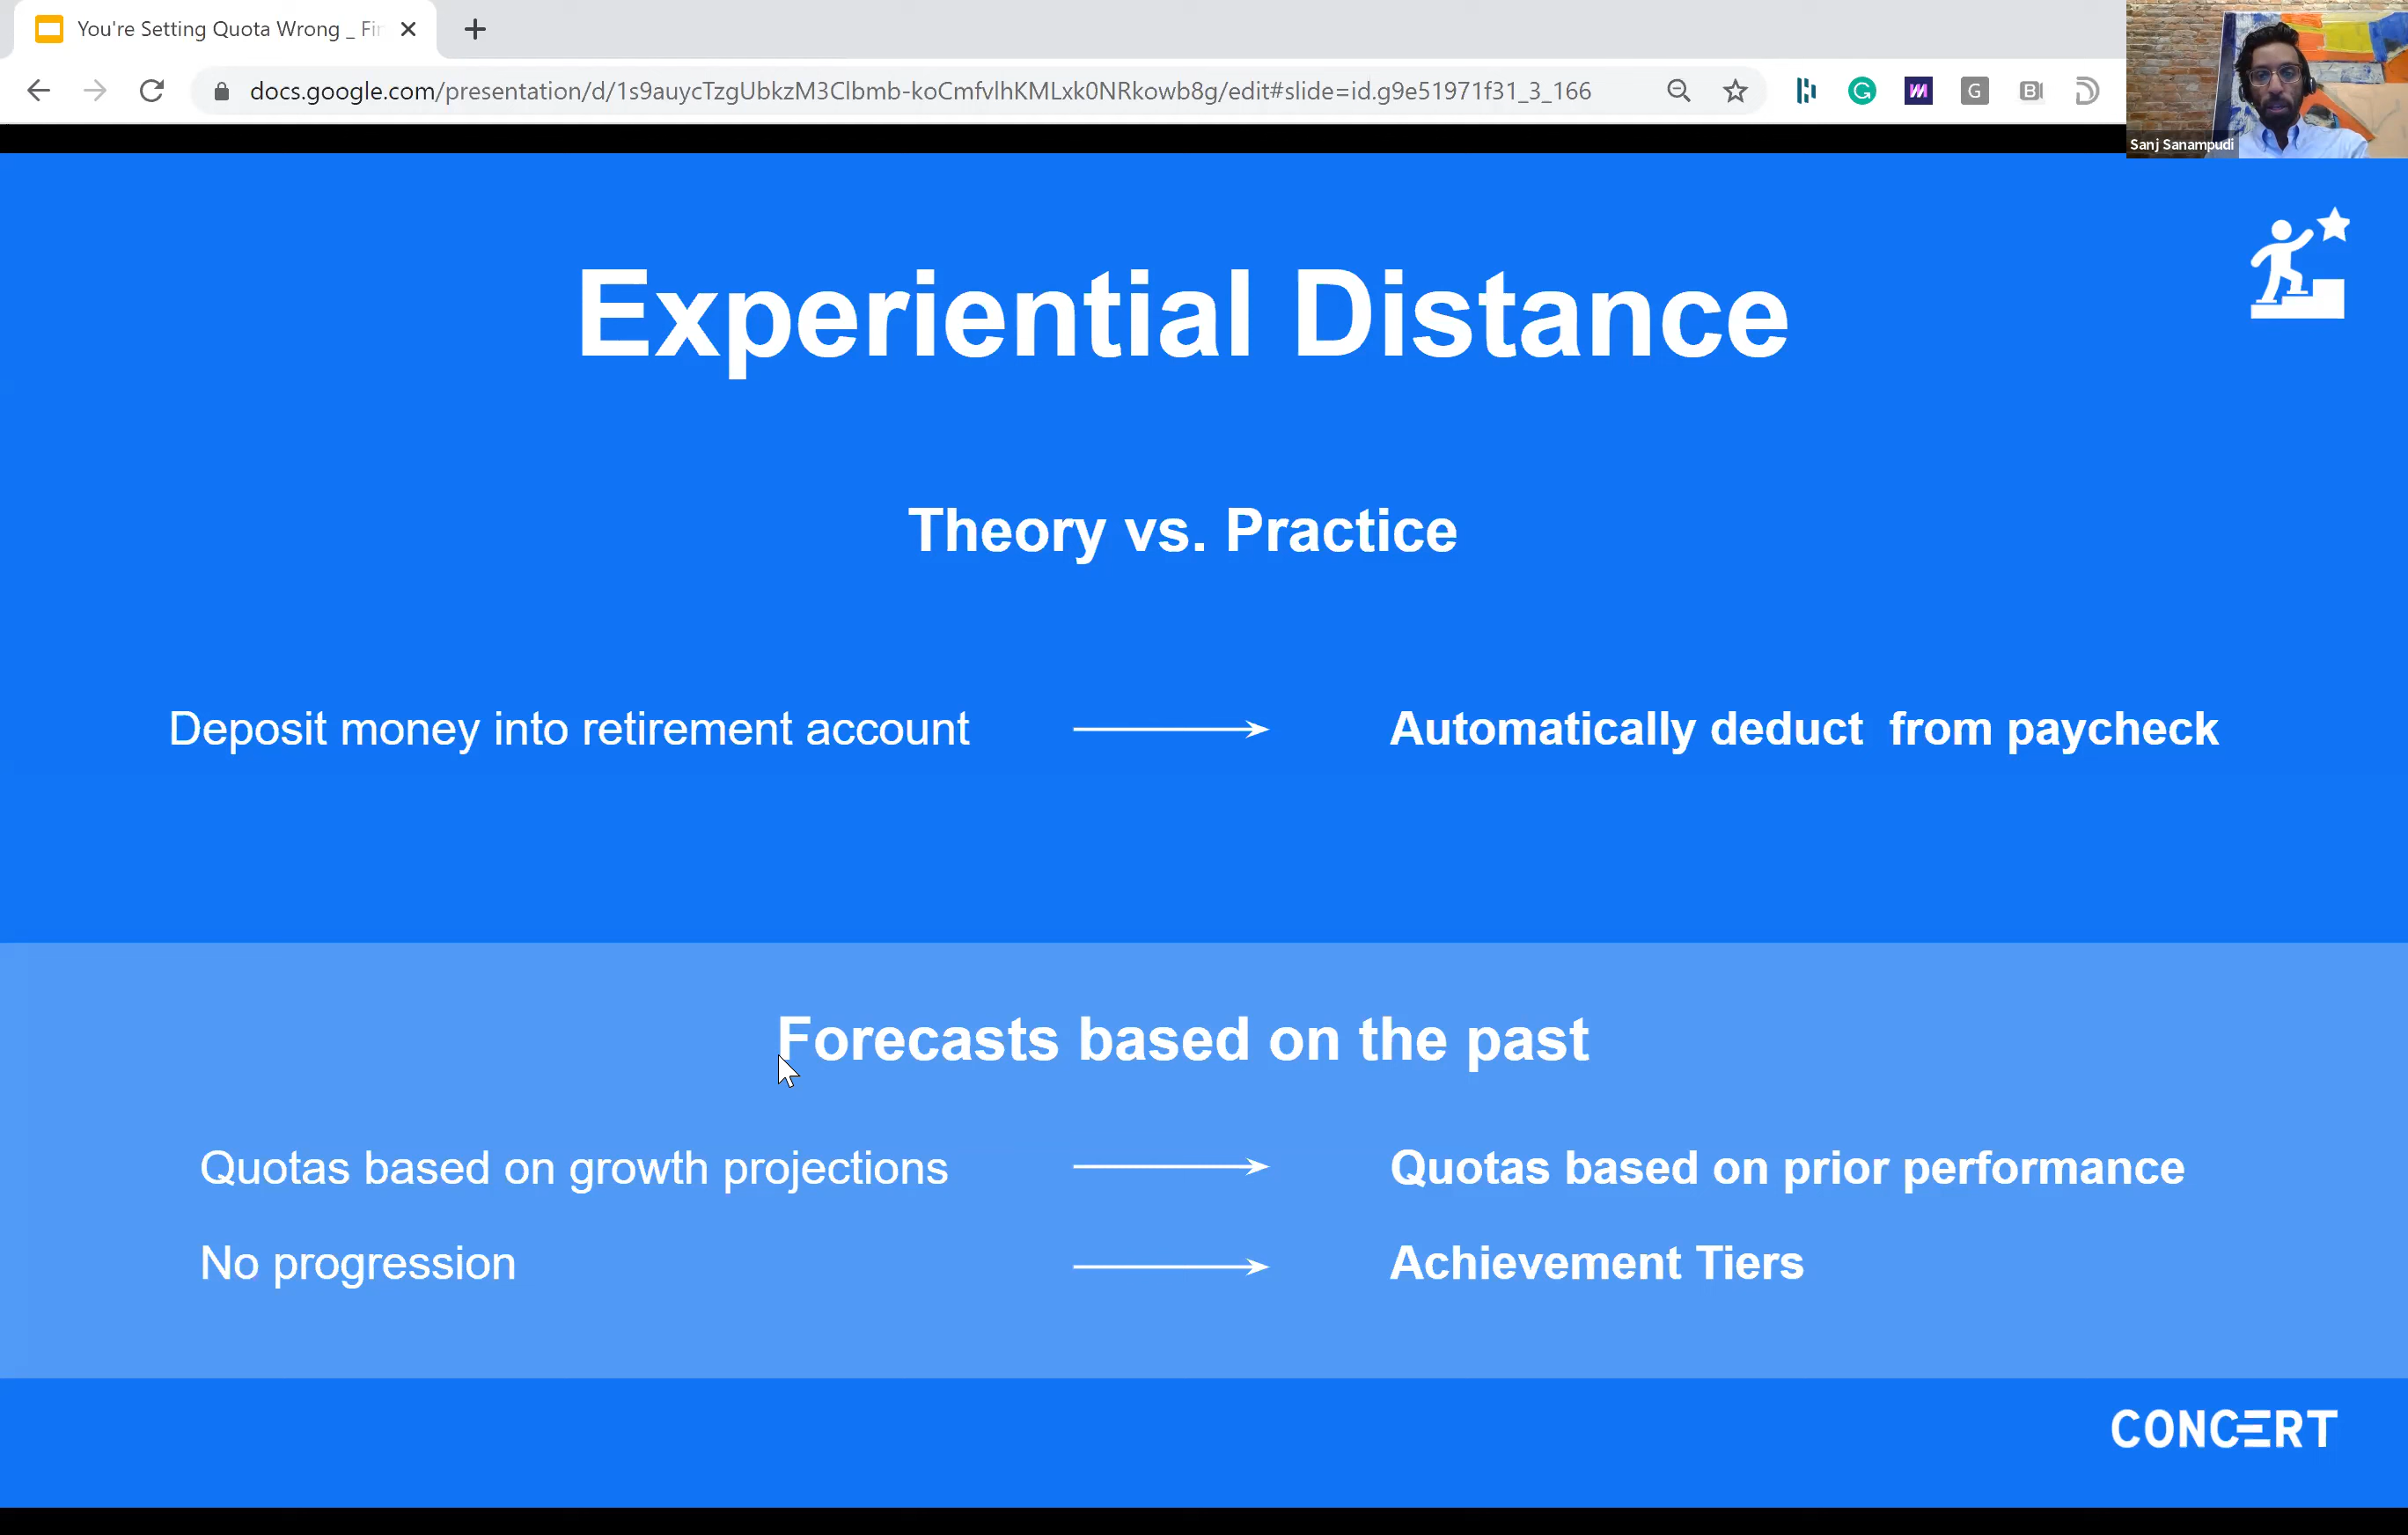 You're Setting Quota Wrong _ Fi
docs.google.com/presentation/d/1s9auycTzgUbkzM3Clbmb-koCmfvlhKMLxk0NRkowb8g/edit#slide=id.g9e51971f31_3_166
Sanj Sanampudi
Experiential Distance
Theory vs. Practice
Deposit money into retirement account
Automatically deduct from paycheck
Forecasts based on the past
Quotas based on growth projections
Quotas based on prior performance
No progression
Achievement Tiers
CONCERT